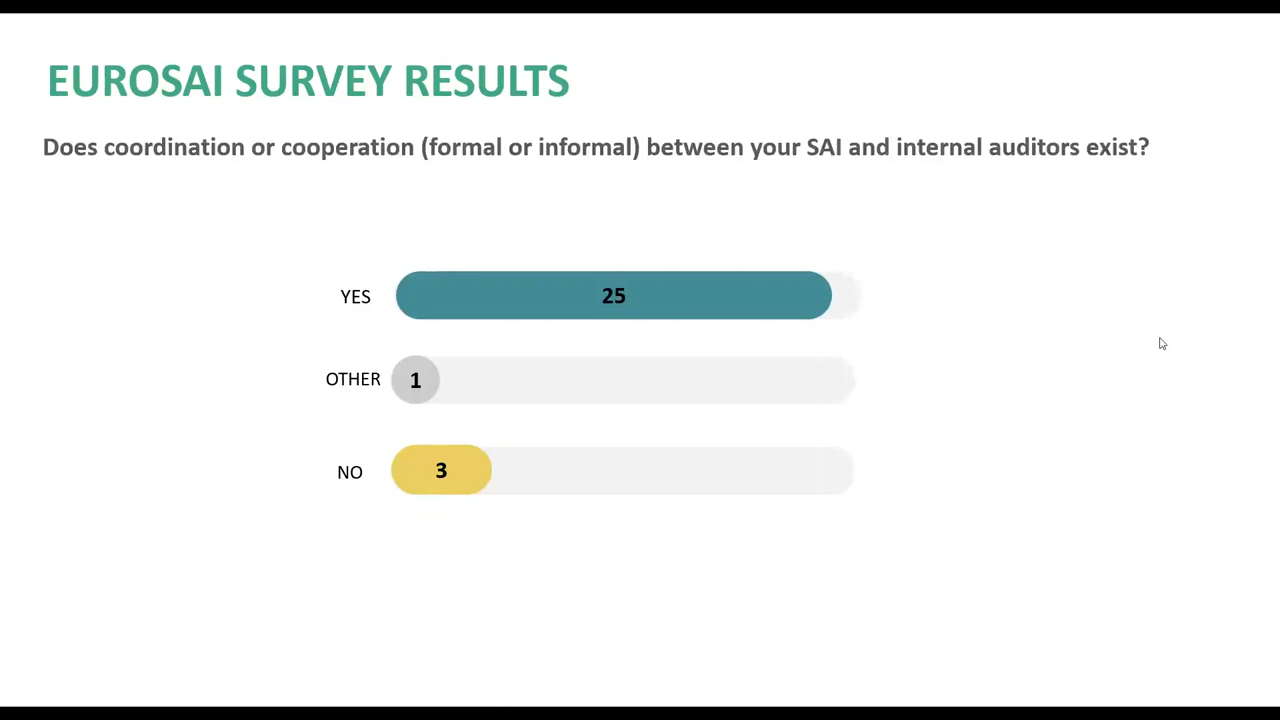 EUROSAI SURVEY RESULTS
Does coordination or cooperation (formal or informal) between your SAI and internal auditors exist?
YES 25
OTHER 1
NO 3